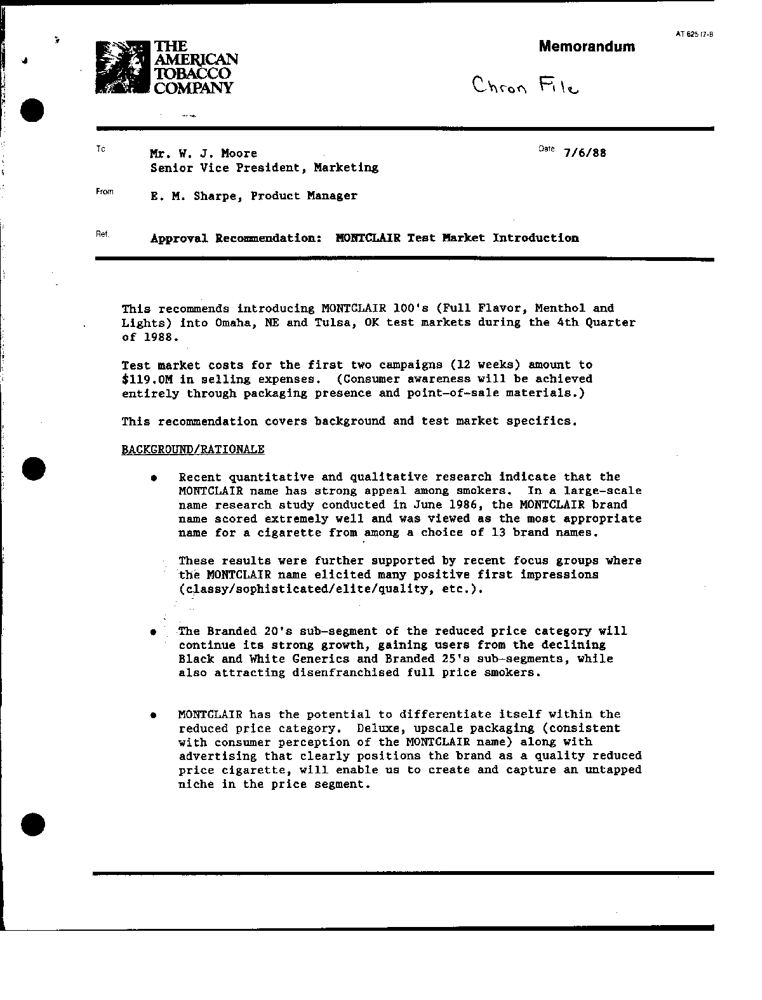 AT 625 17-8
THE
AMERICAN
TOBACCO
COMPANY
Memorandum
Chron File
To
Mr. W. J. Moore
Senior Vice President, Marketing
Date 7/6/88
From
E. M. Sharpe, Product Manager
Ref.
Approval Recommendation: MONTCLAIR Test Market Introduction
This recommends introducing MONTCLAIR 100's (Full Flavor, Menthol and
Lights) into Omaha, NE and Tulsa, OK test markets during the 4th Quarter
of 1988.
Test market costs for the first two campaigns (12 weeks) amount to
$119.0M in selling expenses. (Consumer awareness will be achieved
entirely through packaging presence and point-of-sale materials.)
This recommendation covers background and test market specifics.
BACKGROUND/RATIONALE
● Recent quantitative and qualitative research indicate that the
MONTCLAIR name has strong appeal among smokers. In a large-scale
name research study conducted in June 1986, the MONTCLAIR brand
name scored extremely well and was viewed as the most appropriate
name for a cigarette from among a choice of 13 brand names.
These results were further supported by recent focus groups where
the MONTCLAIR name elicited many positive first impressions
(classy/sophisticated/elite/quality, etc.).
● The Branded 20's sub-segment of the reduced price category will
continue its strong growth, gaining users from the declining
Black and White Generics and Branded 25's sub-segments, while
also attracting disenfranchised full price smokers.
● MONTCLAIR has the potential to differentiate itself within the
reduced price category. Deluxe, upscale packaging (consistent
with consumer perception of the MONTCLAIR name) along with
advertising that clearly positions the brand as a quality reduced
price cigarette, will enable us to create and capture an untapped
niche in the price segment.